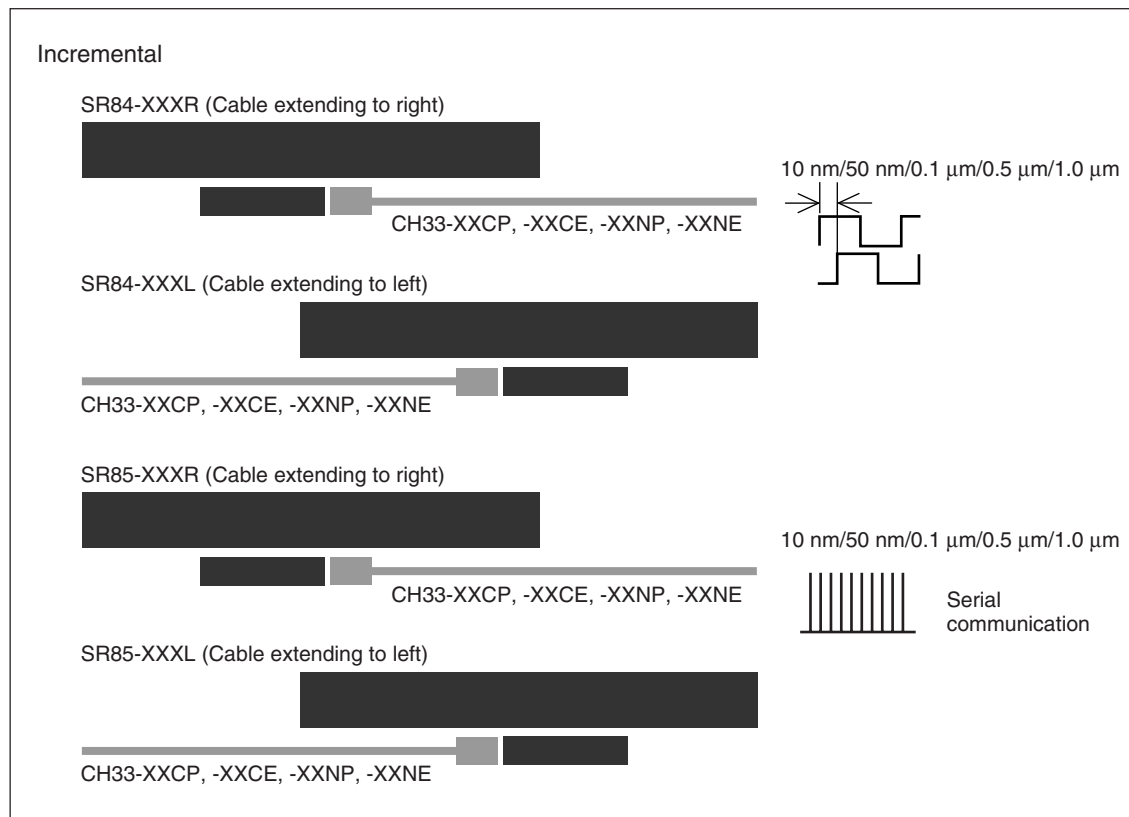 Incremental
SR84-XXXR (Cable extending to right)
10 nm/50 nm/0.1 μm/0.5 μm/1.0 μm
CH33-XXCP, -XXCE, -XXNP, -XXNE
SR84-XXXL (Cable extending to left)
CH33-XXCP, -XXCE, -XXNP, -XXNE
SR85-XXXR (Cable extending to right)
10 nm/50 nm/0.1 μm/0.5 μm/1.0 μm
CH33-XXCP, -XXCE, -XXNP, -XXNE
Serial
communication
SR85-XXXL (Cable extending to left)
CH33-XXCP, -XXCE, -XXNP, -XXNE